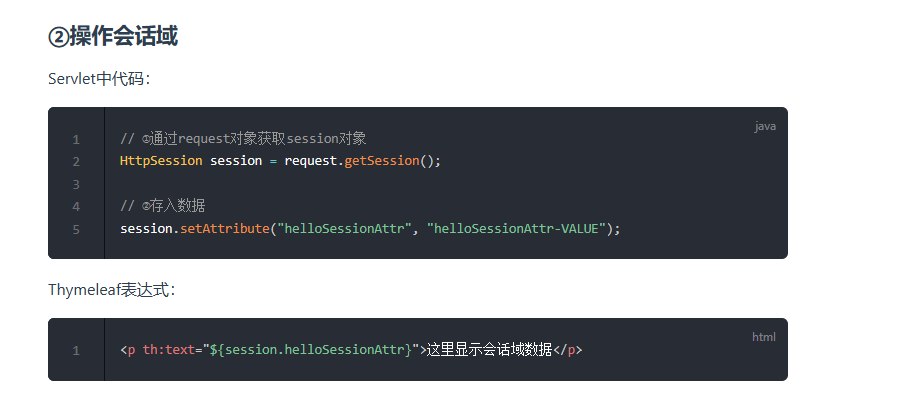 ②操作会话域
Servlet中代码：
java
1 // ①通过request对象获取session对象
2 HttpSession session = request.getSession();
3
4 // ②存入数据
5 session.setAttribute("helloSessionAttr", "helloSessionAttr-VALUE");
Thymeleaf表达式：
html
1 <p th:text="${session.helloSessionAttr}">这里显示会话域数据</p>